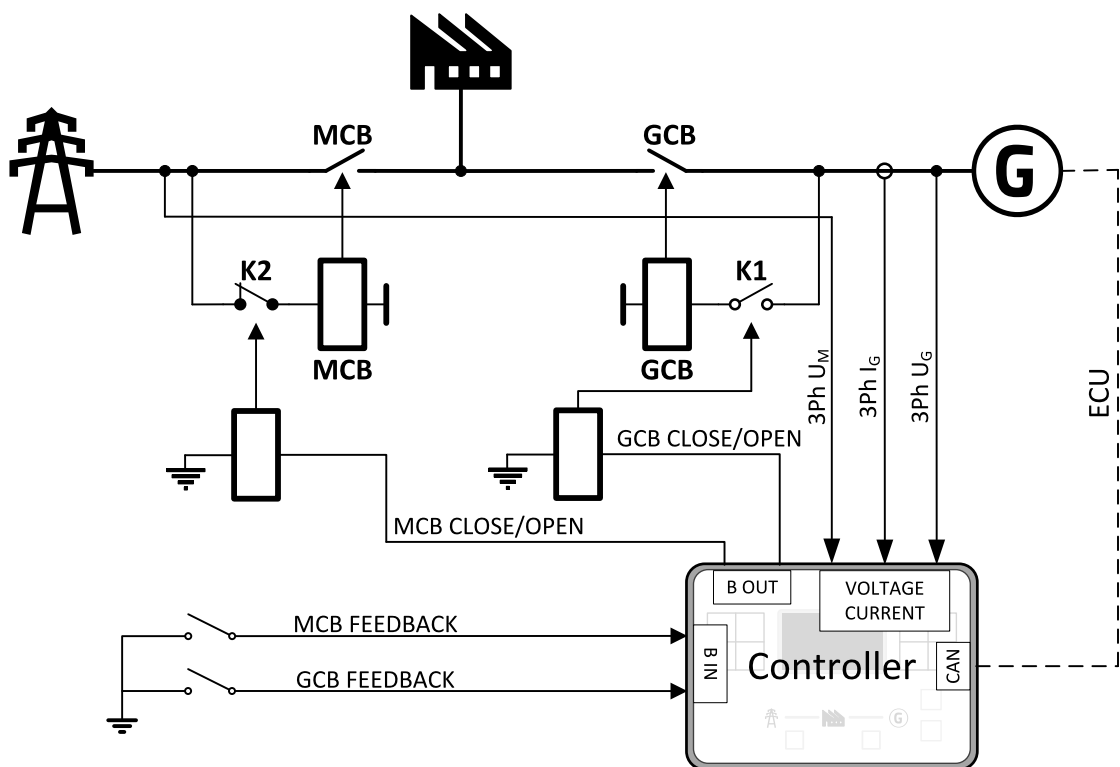 MCB
GCB
G
K2
K1
MCB
GCB
3Ph U_M
3Ph I_G
3Ph U_G
ECU
GCB CLOSE/OPEN
MCB CLOSE/OPEN
B OUT
VOLTAGE
CURRENT
MCB FEEDBACK
GCB FEEDBACK
B IN
Controller
CAN
G